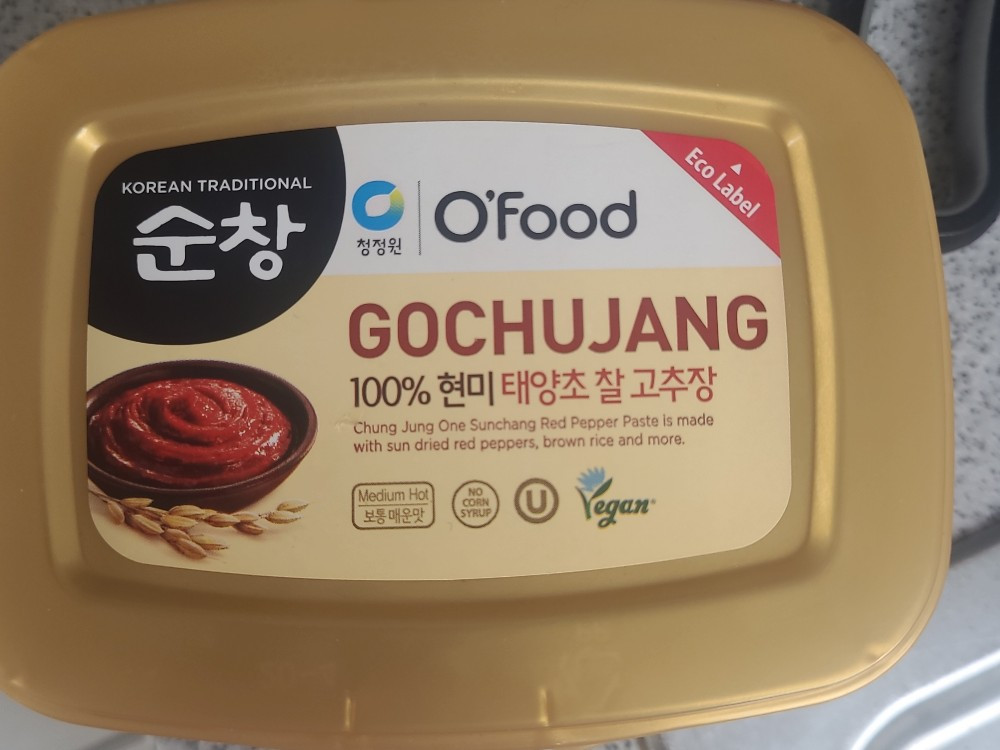 KOREAN TRADITIONAL
순창
청정원
O'Food
Eco Label
GOCHUJANG
100% 현미 태양초 찰 고추장
Chung Jung One Sunchang Red Pepper Paste is made
with sun dried red peppers, brown rice and more.
Medium Hot
보통 매운맛
NO
CORN
SYRUP
U
Vegan